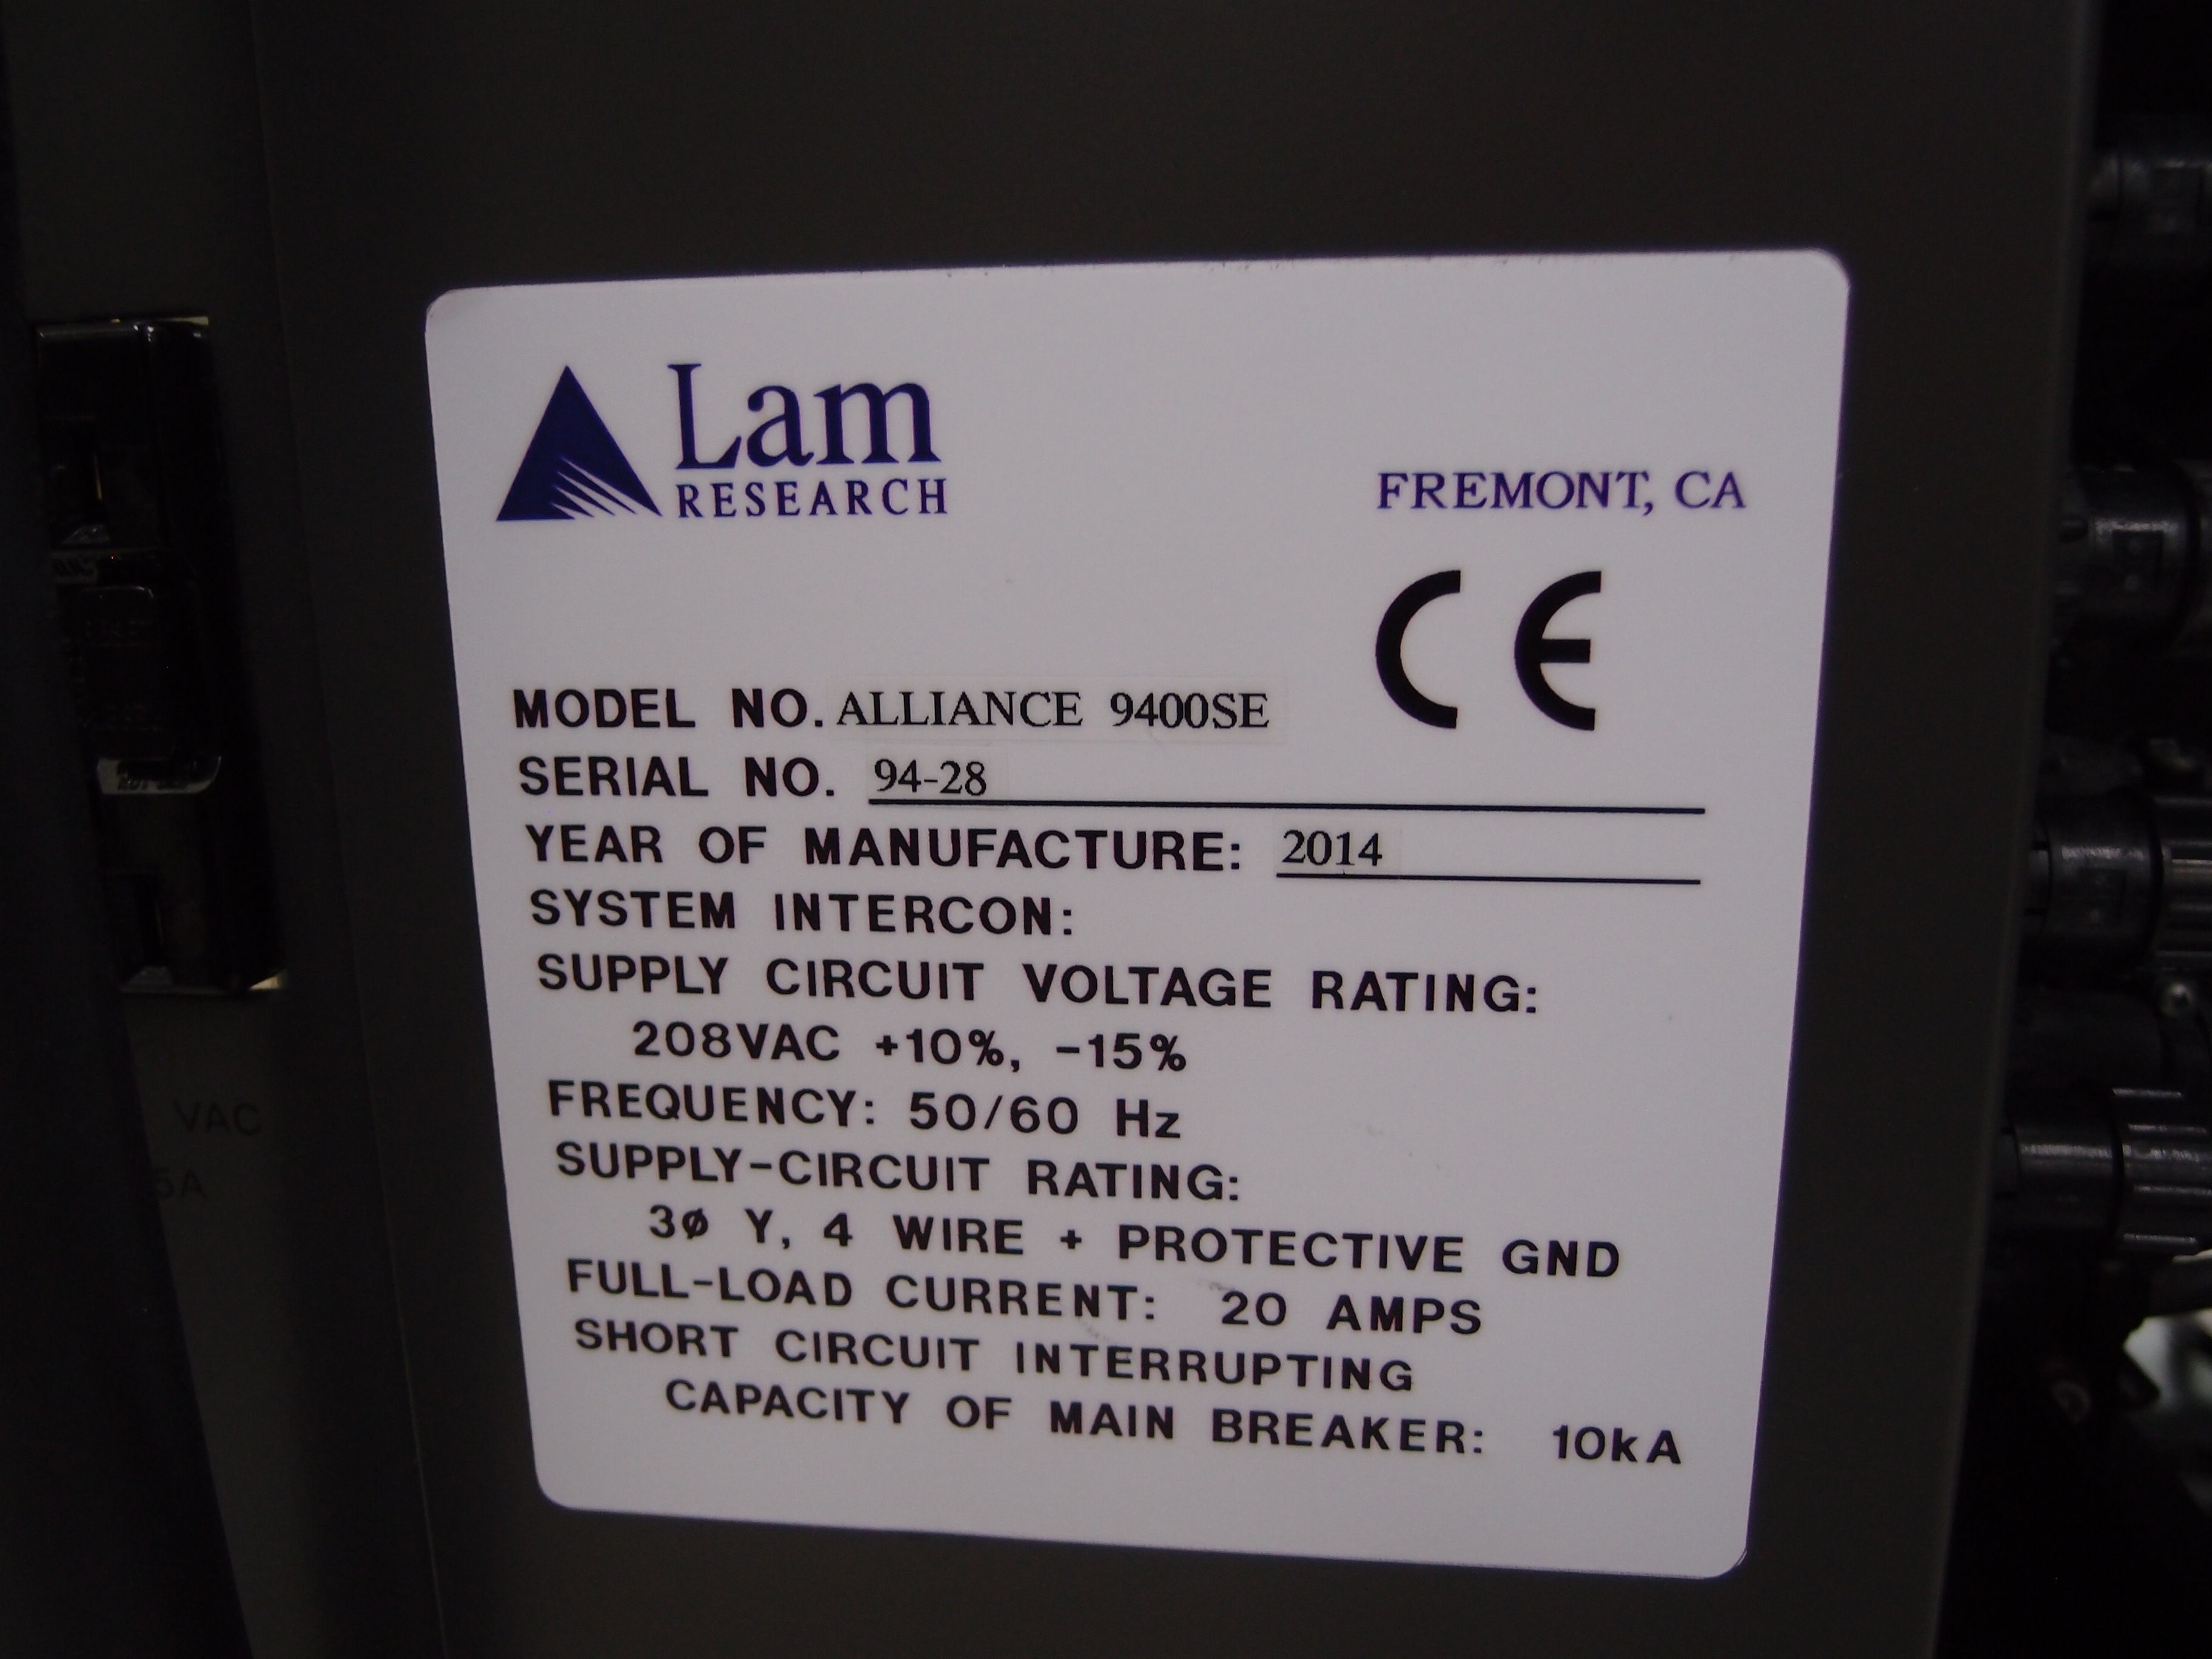 Lam
RESEARCH
FREMONT, CA
CE
MODEL NO. ALLIANCE 9400SE
SERIAL NO. 94-28
YEAR OF MANUFACTURE: 2014
SYSTEM INTERCON:
SUPPLY CIRCUIT VOLTAGE RATING:
208VAC +10%, -15%
FREQUENCY: 50/60 Hz
SUPPLY-CIRCUIT RATING:
3ø Y, 4 WIRE + PROTECTIVE GND
FULL-LOAD CURRENT: 20 AMPS
SHORT CIRCUIT INTERRUPTING
CAPACITY OF MAIN BREAKER: 10kA
VAC
5A